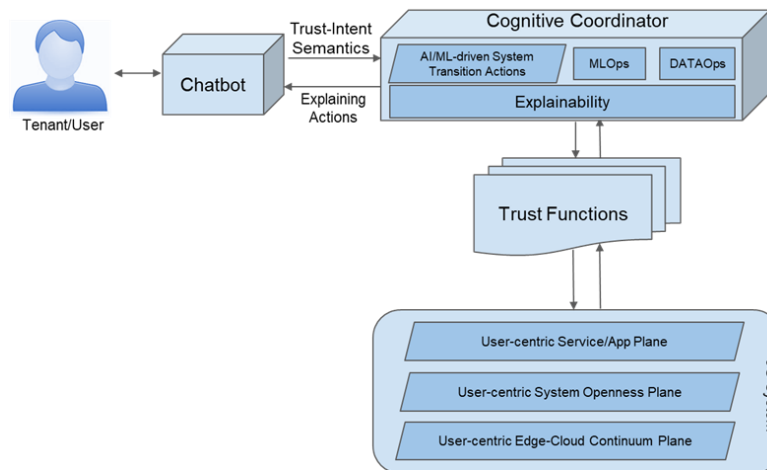 Cognitive Coordinator
Trust-Intent
Semantics
AI/ML-driven System
Transition Actions
MLOps
DATAOps
Chatbot
Explaining
Actions
Explainability
Tenant/User
Trust Functions
User-centric Service/App Plane
User-centric System Openness Plane
User-centric Edge-Cloud Continuum Plane